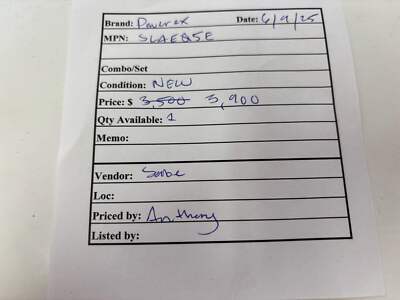 Brand: Powerex Date: 6/9/25
MPN: SLAE05E
Combo/Set
Condition: NEW
Price: $ 3,500 3,900
Qty Available: 1
Memo:
Vendor:
Loc:
Priced by: Anthony
Listed by: